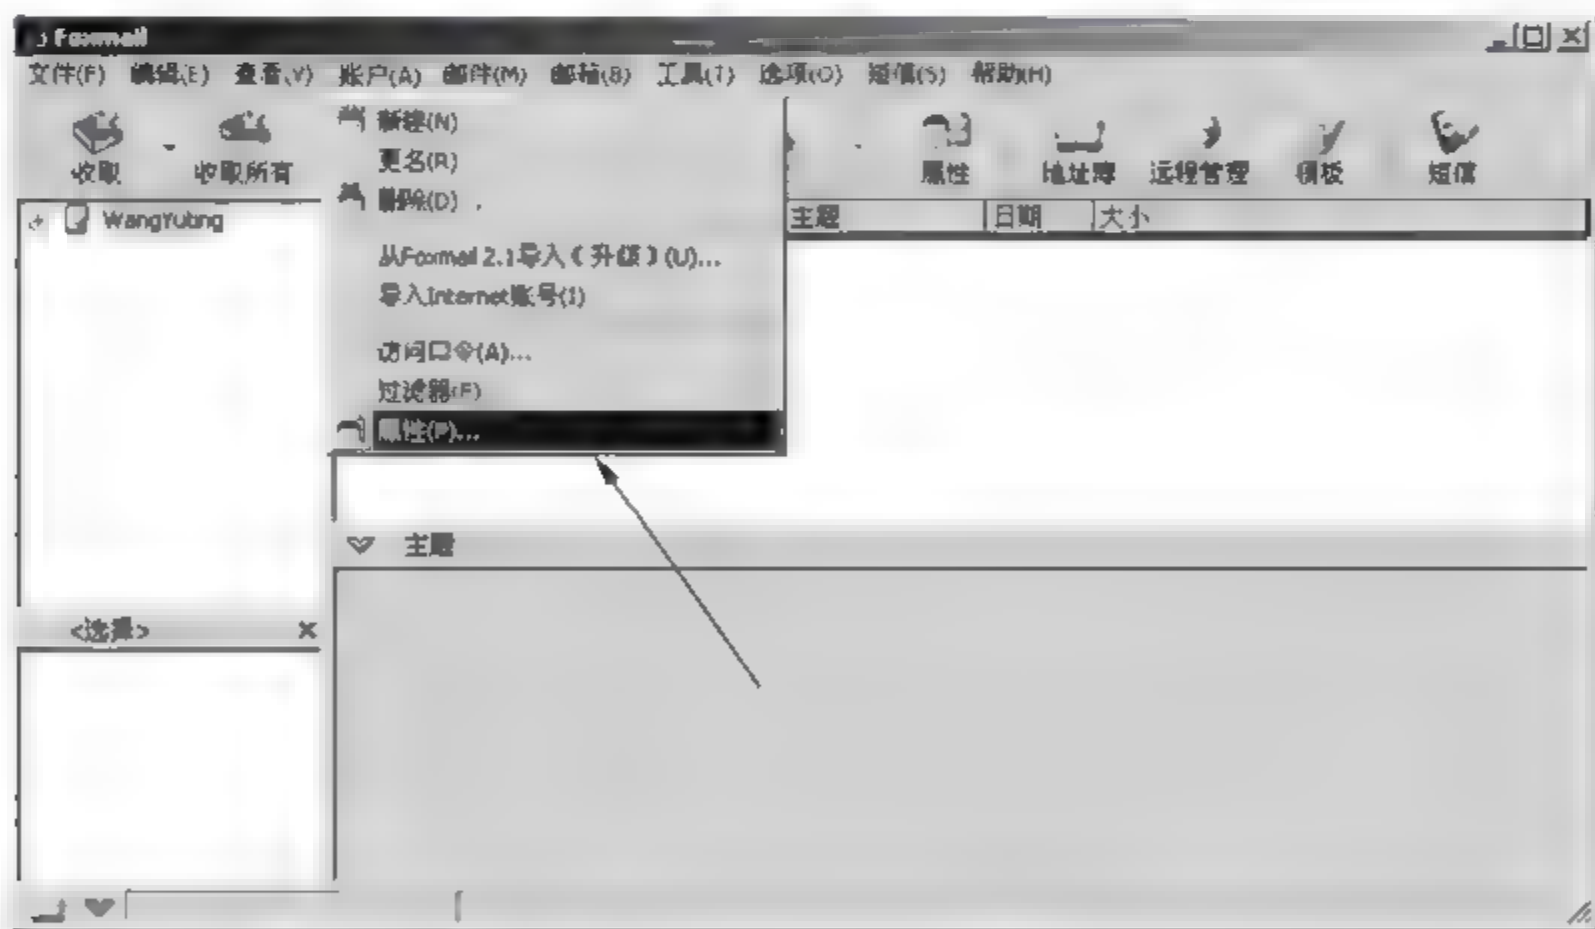 Foxmail
文件(F) 编辑(E) 查看(V) 账户(A) 邮件(M) 邮箱(B) 工具(T) 选项(O) 短信(S) 帮助(H)
收取 收取所有 属性 地址簿 远程管理 模板 短信
新建(N)
更名(R)
删除(D)
从Foxmail 2.1导入(升级)(U)...
导入Internet账号(I)
访问口令(A)...
过滤器(F)
属性(P)...
主题 日期 大小
主题
<选择>